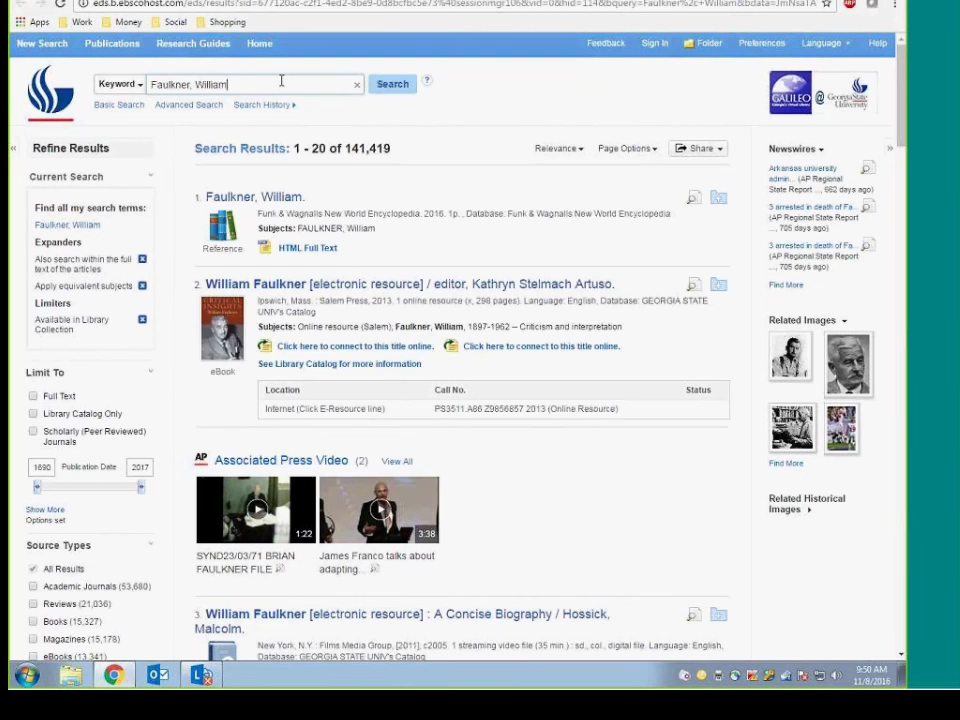 eds.b.ebscohost.com/eds/results?sid=
Apps Work Money Social Shopping
New Search Publications Research Guides Home Feedback Sign In Folder Preferences Language Help
Keyword Faulkner, William × Search ?
Basic Search Advanced Search Search History
GALILEO @ GeorgiaState University
« Refine Results
Search Results: 1 - 20 of 141,419
Relevance Page Options Share
Current Search
Find all my search terms:
Faulkner, William
Expanders
Also search within the full
text of the articles
Apply equivalent subjects
Limiters
Available in Library
Collection
Limit To
Full Text
Library Catalog Only
Scholarly (Peer Reviewed)
Journals
1690 Publication Date 2017
Show More
Options set
Source Types
All Results
Academic Journals (53,680)
Reviews (21,036)
Books (15,327)
Magazines (15,178)
eBooks (13,341)
1. Faulkner, William.
Funk & Wagnalls New World Encyclopedia. 2016. 1p. , Database: Funk & Wagnalls New World Encyclopedia
Subjects: FAULKNER, William
Reference
HTML Full Text
2. William Faulkner [electronic resource] / editor, Kathryn Stelmach Artuso.
CRITICAL
INSIGHTS
William Faulkner
Ipswich, Mass. : Salem Press, 2013. 1 online resource (x, 298 pages). Language: English, Database: GEORGIA STATE
UNIV's Catalog
Subjects: Online resource (Salem); Faulkner, William, 1897-1962 -- Criticism and interpretation
Click here to connect to this title online. Click here to connect to this title online.
See Library Catalog for more information
eBook
Location Call No. Status
Internet (Click E-Resource line) PS3511.A86 Z9856857 2013 (Online Resource)
AP Associated Press Video (2) View All
1:22 3:38
SYND23/03/71 BRIAN
FAULKNER FILE
James Franco talks about
adapting...
3. William Faulkner [electronic resource] : A Concise Biography / Hossick,
Malcolm.
New York, N.Y. : Films Media Group, [2011], c2005. 1 streaming video file (35 min.) : sd., col., digital file. Language: English,
Database: GEORGIA STATE UNIV's Catalog
Newswires »
Arkansas university
admin... (AP Regional
State Report ..., 662 days ago)
3 arrested in death of Fa...
(AP Regional State Report
..., 705 days ago)
3 arrested in death of Fa...
(AP Regional State Report
..., 705 days ago)
Find More
Related Images
Find More
Related Historical
Images
9:50 AM
11/8/2016